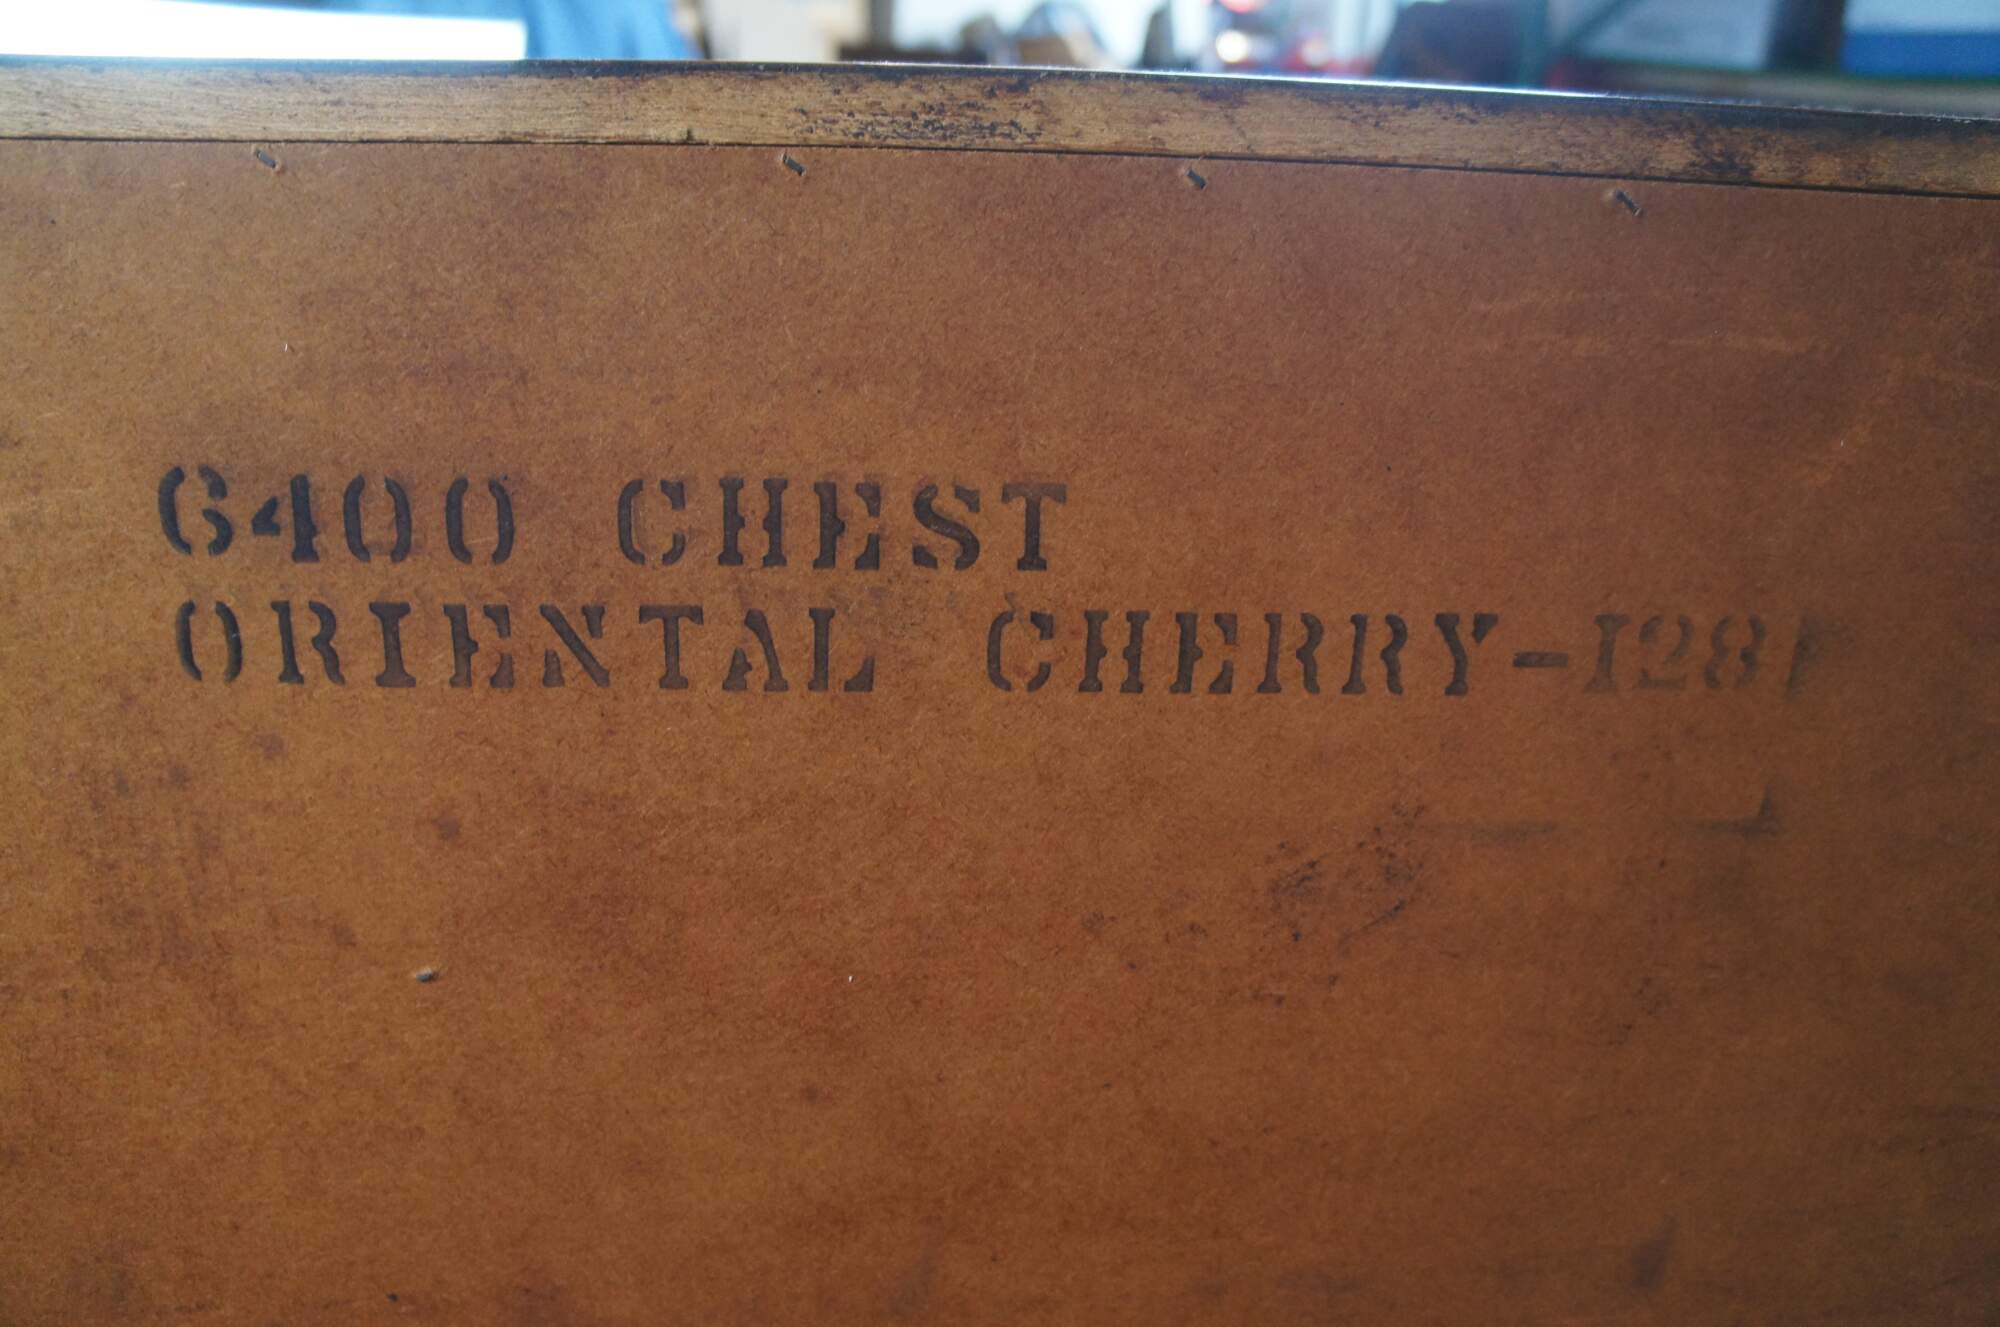 6400 CHEST
ORIENTAL CHERRY-128